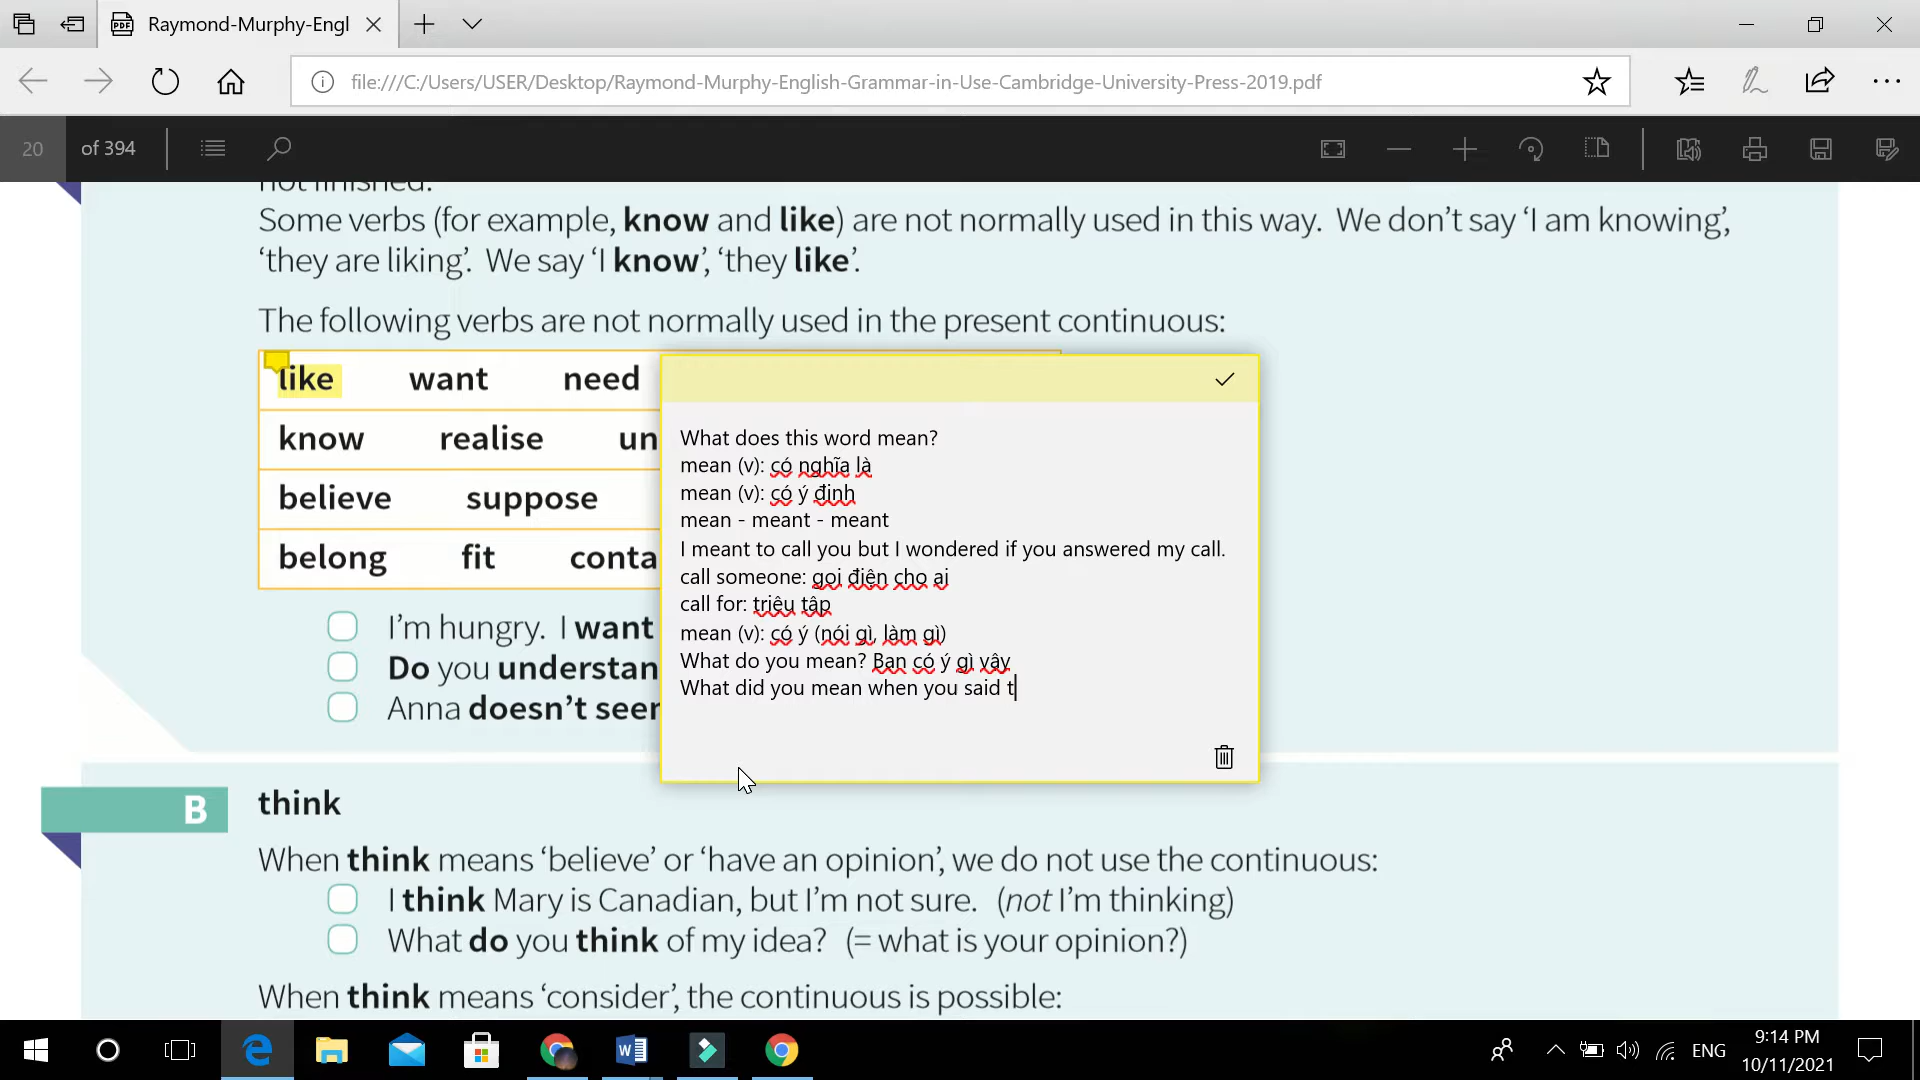 Raymond-Murphy-Engl
file:///C:/Users/USER/Desktop/Raymond-Murphy-English-Grammar-in-Use-Cambridge-University-Press-2019.pdf
20 of 394
not finished.
Some verbs (for example, know and like) are not normally used in this way. We don't say 'I am knowing',
'they are liking'. We say 'I know', 'they like'.
The following verbs are not normally used in the present continuous:
like want need
know realise un
believe suppose
belong fit conta
I'm hungry. I want
Do you understan
Anna doesn't seem
What does this word mean?
mean (v): có nghĩa là
mean (v): có ý định
mean - meant - meant
I meant to call you but I wondered if you answered my call.
call someone: gọi điện cho ai
call for: triệu tập
mean (v): có ý (nói gì, làm gì)
What do you mean? Bạn có ý gì vậy
What did you mean when you said t
B think
When think means 'believe' or 'have an opinion', we do not use the continuous:
I think Mary is Canadian, but I'm not sure. (not I'm thinking)
What do you think of my idea? (= what is your opinion?)
When think means 'consider', the continuous is possible:
ENG
9:14 PM
10/11/2021